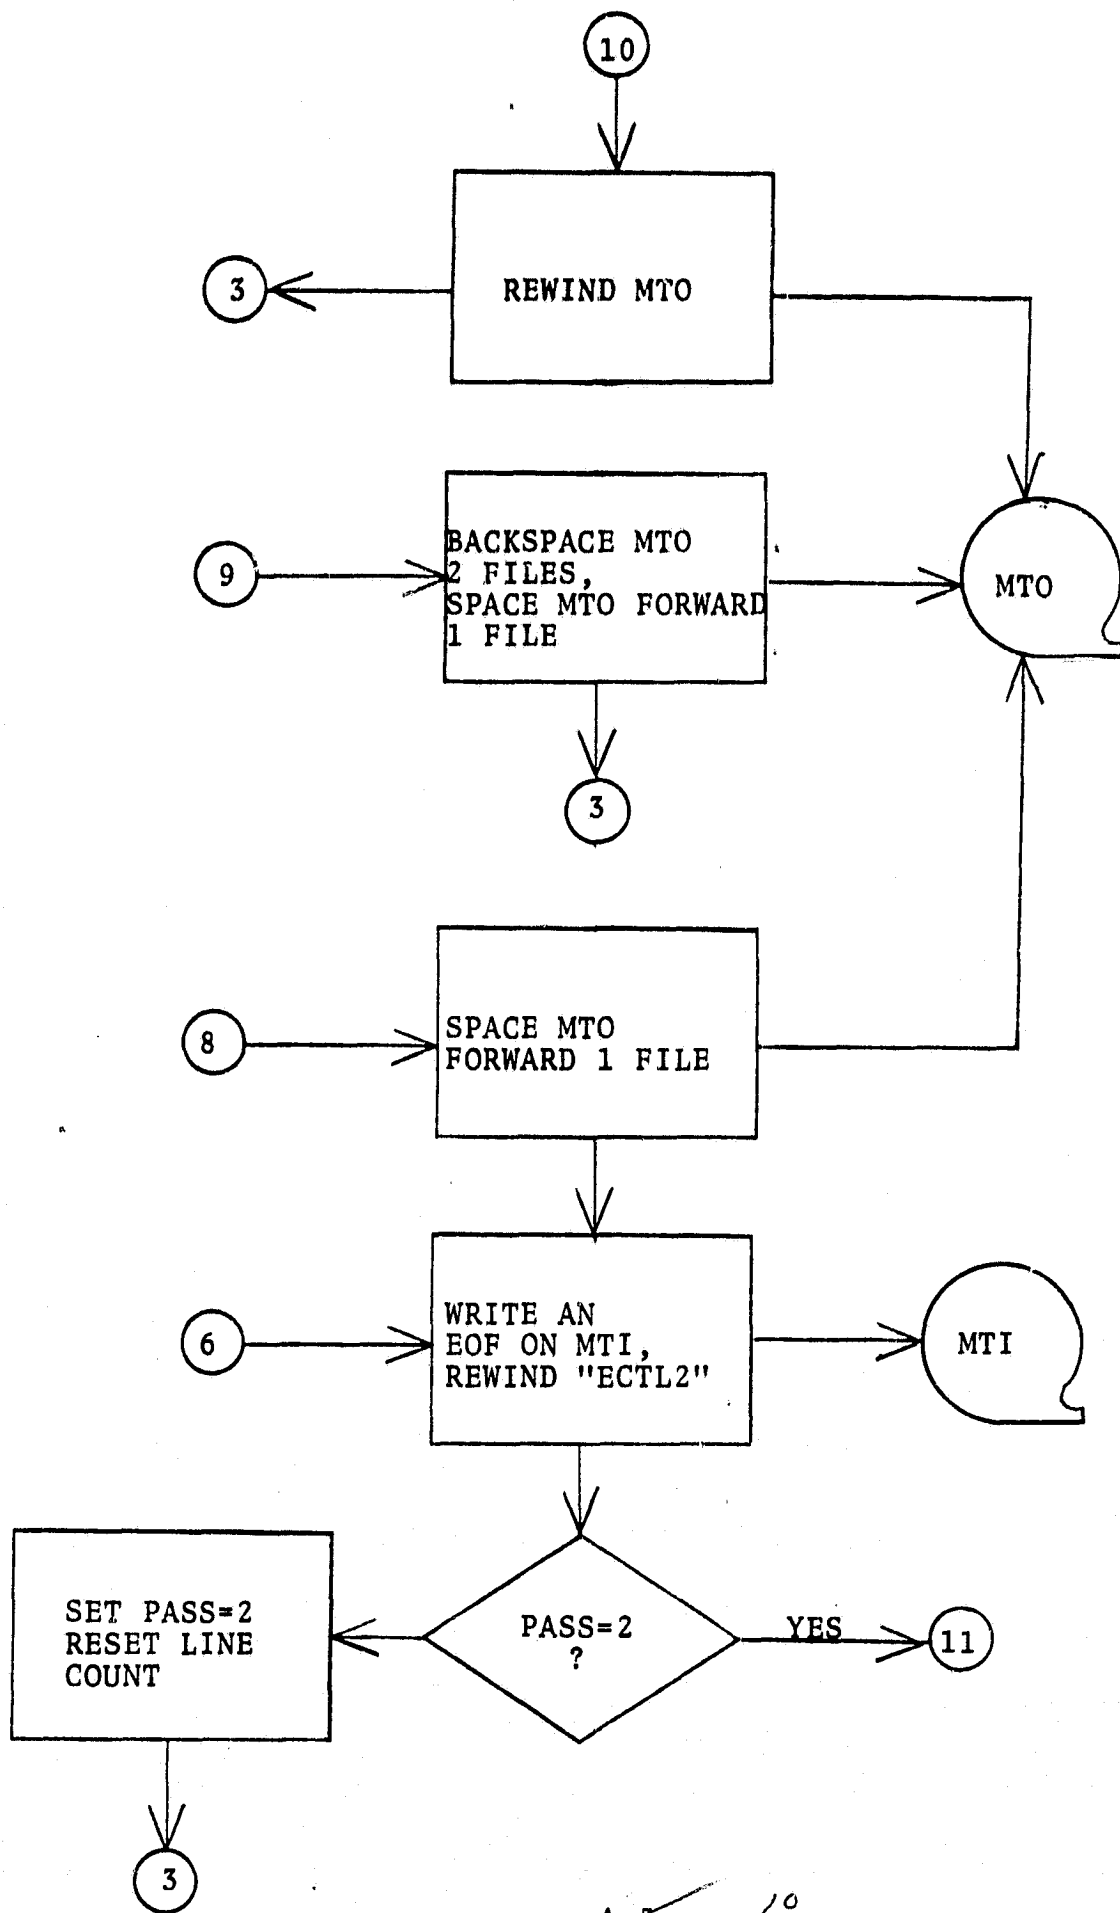 10
3
REWIND MTO
9
BACKSPACE MTO
2 FILES,
SPACE MTO FORWARD
1 FILE
MTO
3
8
SPACE MTO
FORWARD 1 FILE
6
WRITE AN
EOF ON MTI,
REWIND "ECTL2"
MTI
SET PASS=2
RESET LINE
COUNT
PASS=2
?
YES
11
3
10